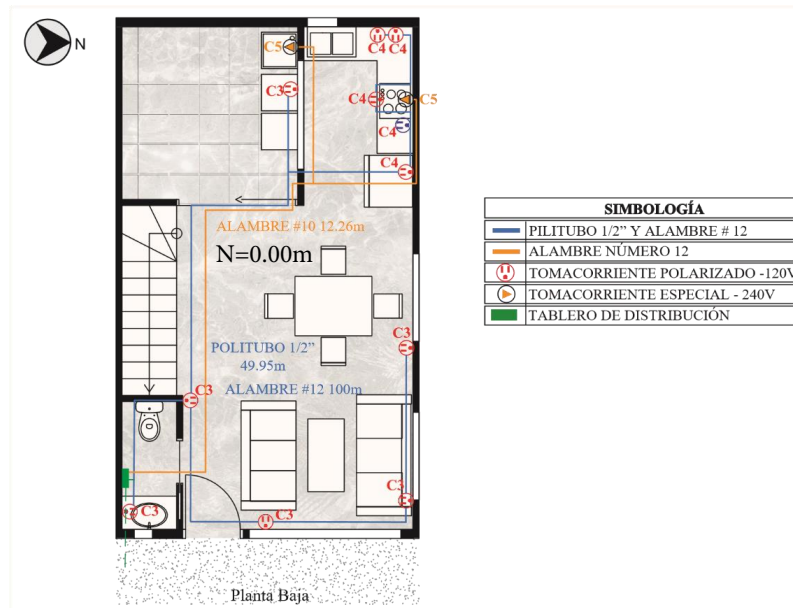 N
C5
C4
C4
C3
C4
C5
C4
C4
ALAMBRE #10 12.26m
N=0.00m
C3
POLITUBO 1/2”
49.95m
ALAMBRE #12 100m
C3
C3
C3
C3
Planta Baja
SIMBOLOGÍA
PILITUBO 1/2” Y ALAMBRE # 12
ALAMBRE NÚMERO 12
TOMACORRIENTE POLARIZADO -120V
TOMACORRIENTE ESPECIAL - 240V
TABLERO DE DISTRIBUCIÓN